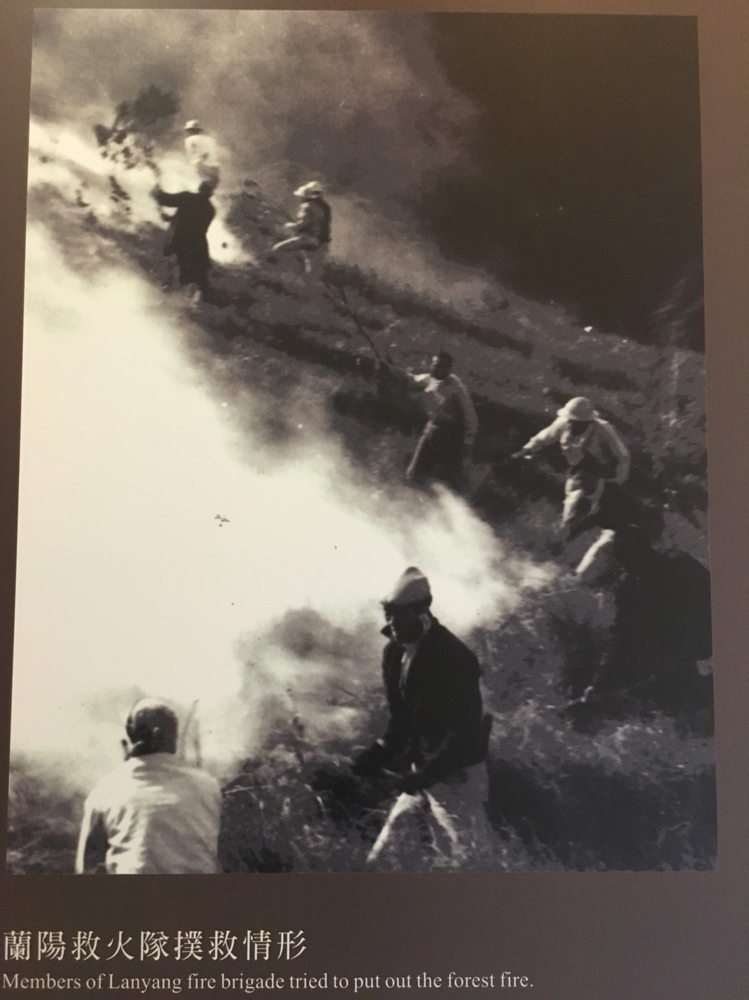 蘭陽救火隊撲救情形
Members of Lanyang fire brigade tried to put out the forest fire.